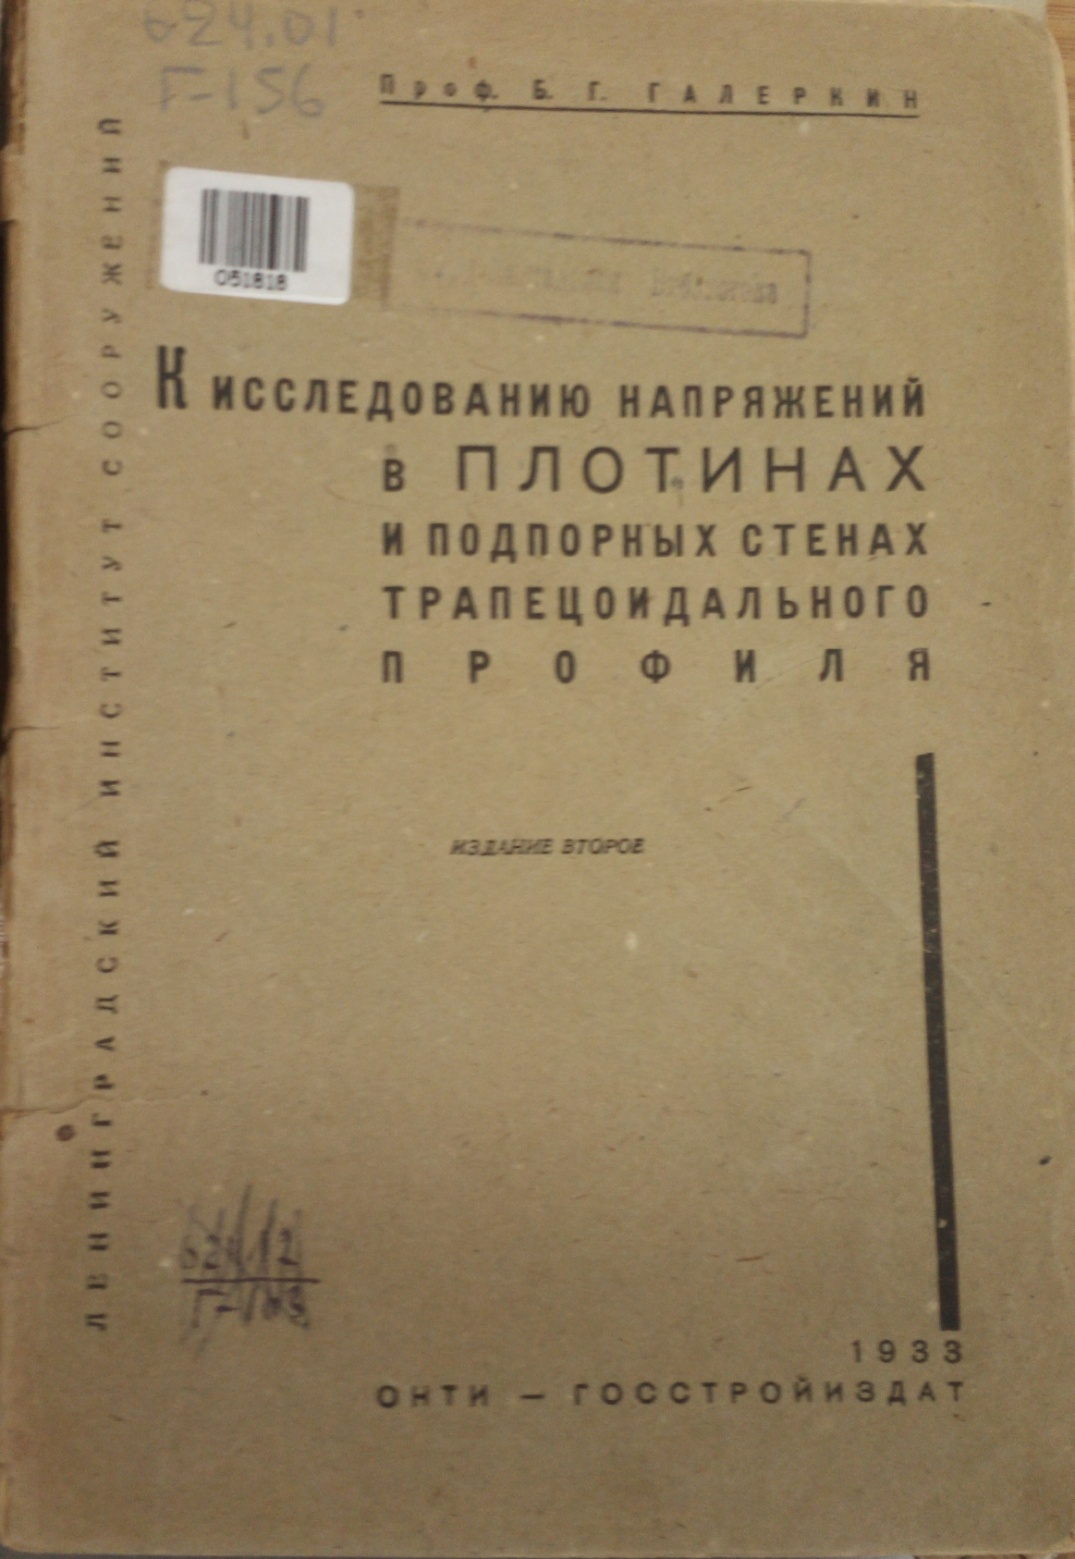 624.01
Г-156
Проф. Б. Г. ГАЛЕРКИН
ЛЕНИНГРАДСКИЙ ИНСТИТУТ СООРУЖЕНИЙ
051818
Библиотека
К ИССЛЕДОВАНИЮ НАПРЯЖЕНИЙ
В ПЛОТИНАХ
И ПОДПОРНЫХ СТЕНАХ
ТРАПЕЦОИДАЛЬНОГО
ПРОФИЛЯ
ИЗДАНИЕ ВТОРОЕ
1933
ОНТИ — ГОССТРОЙИЗДАТ